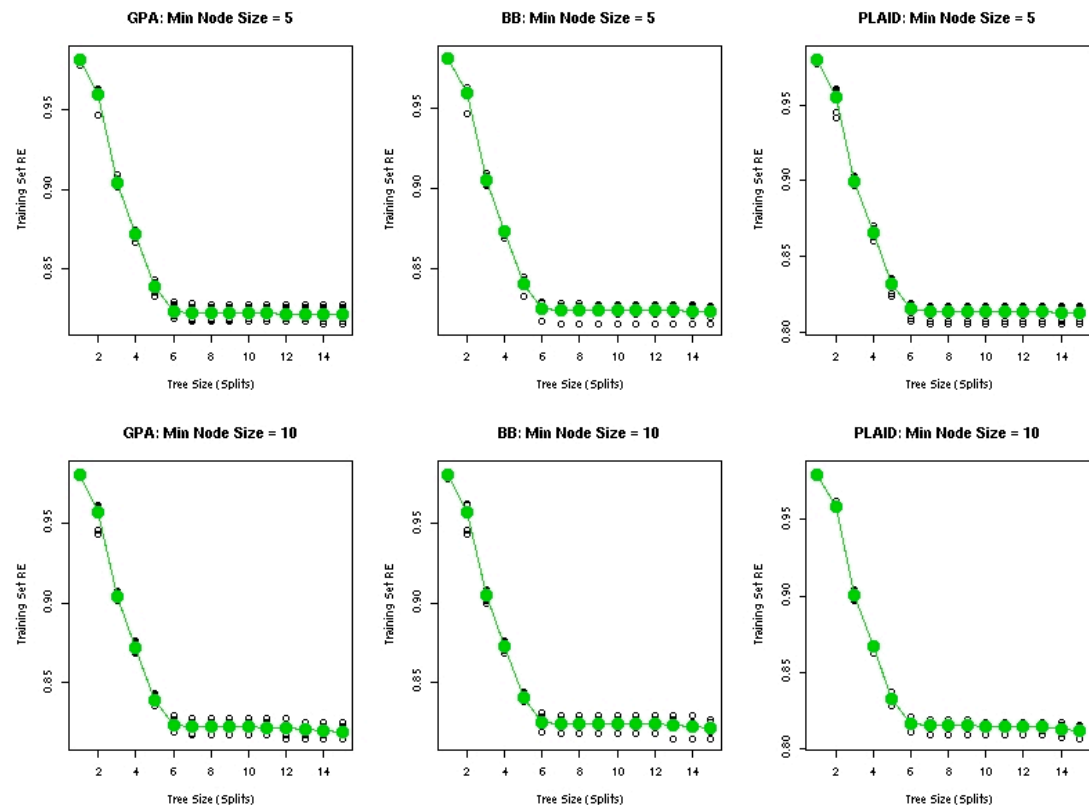 GPA: Min Node Size = 5
BB: Min Node Size = 5
PLAID: Min Node Size = 5
Training Set RE
0.95
0.90
0.85
2 4 6 8 10 12 14
Tree Size (Splits)
Training Set RE
0.95
0.90
0.85
2 4 6 8 10 12 14
Tree Size (Splits)
Training Set RE
0.95
0.90
0.85
0.80
2 4 6 8 10 12 14
Tree Size (Splits)
GPA: Min Node Size = 10
BB: Min Node Size = 10
PLAID: Min Node Size = 10
Training Set RE
0.95
0.90
0.85
2 4 6 8 10 12 14
Tree Size (Splits)
Training Set RE
0.95
0.90
0.85
2 4 6 8 10 12 14
Tree Size (Splits)
Training Set RE
0.95
0.90
0.85
0.80
2 4 6 8 10 12 14
Tree Size (Splits)